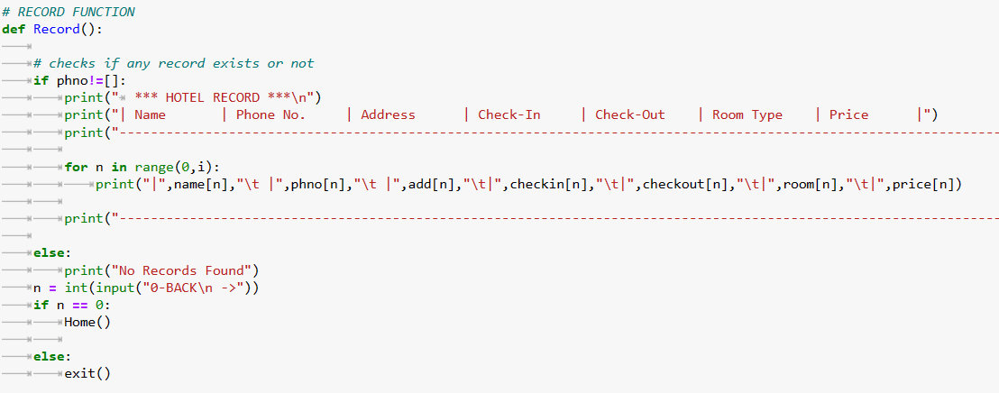 # RECORD FUNCTION
def Record():
# checks if any record exists or not
if phno!=[]:
print("	 *** HOTEL RECORD ***\n")
print("| Name        | Phone No.     | Address      | Check-In     | Check-Out    | Room Type    | Price      |")
print("----------------------------------------------------------------------------------------------------------------
for n in range(0,i):
print("|",name[n],"\t |",phno[n],"\t |",add[n],"\t|",checkin[n],"\t|",checkout[n],"\t|",room[n],"\t|",price[n])
print("----------------------------------------------------------------------------------------------------------------
else:
print("No Records Found")
n = int(input("0-BACK\n ->"))
if n == 0:
Home()
else:
exit()